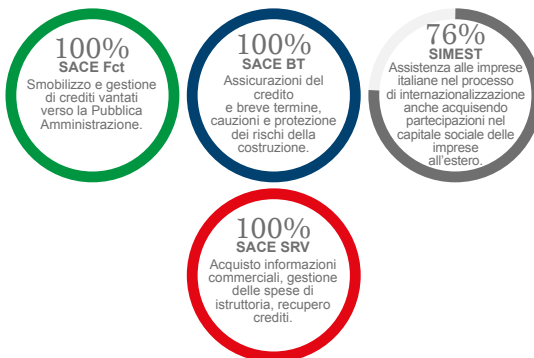 100%
SACE Fct
Smobilizzo e gestione
di crediti vantati
verso la Pubblica
Amministrazione.
100%
SACE BT
Assicurazioni del
credito
e breve termine,
cauzioni e protezione
dei rischi della
costruzione.
76%
SIMEST
Assistenza alle imprese
italiane nel processo
di internazionalizzazione
anche acquisendo
partecipazioni nel
capitale sociale delle
imprese
all'estero.
100%
SACE SRV
Acquisto informazioni
commerciali, gestione
delle spese di
istruttoria, recupero
crediti.